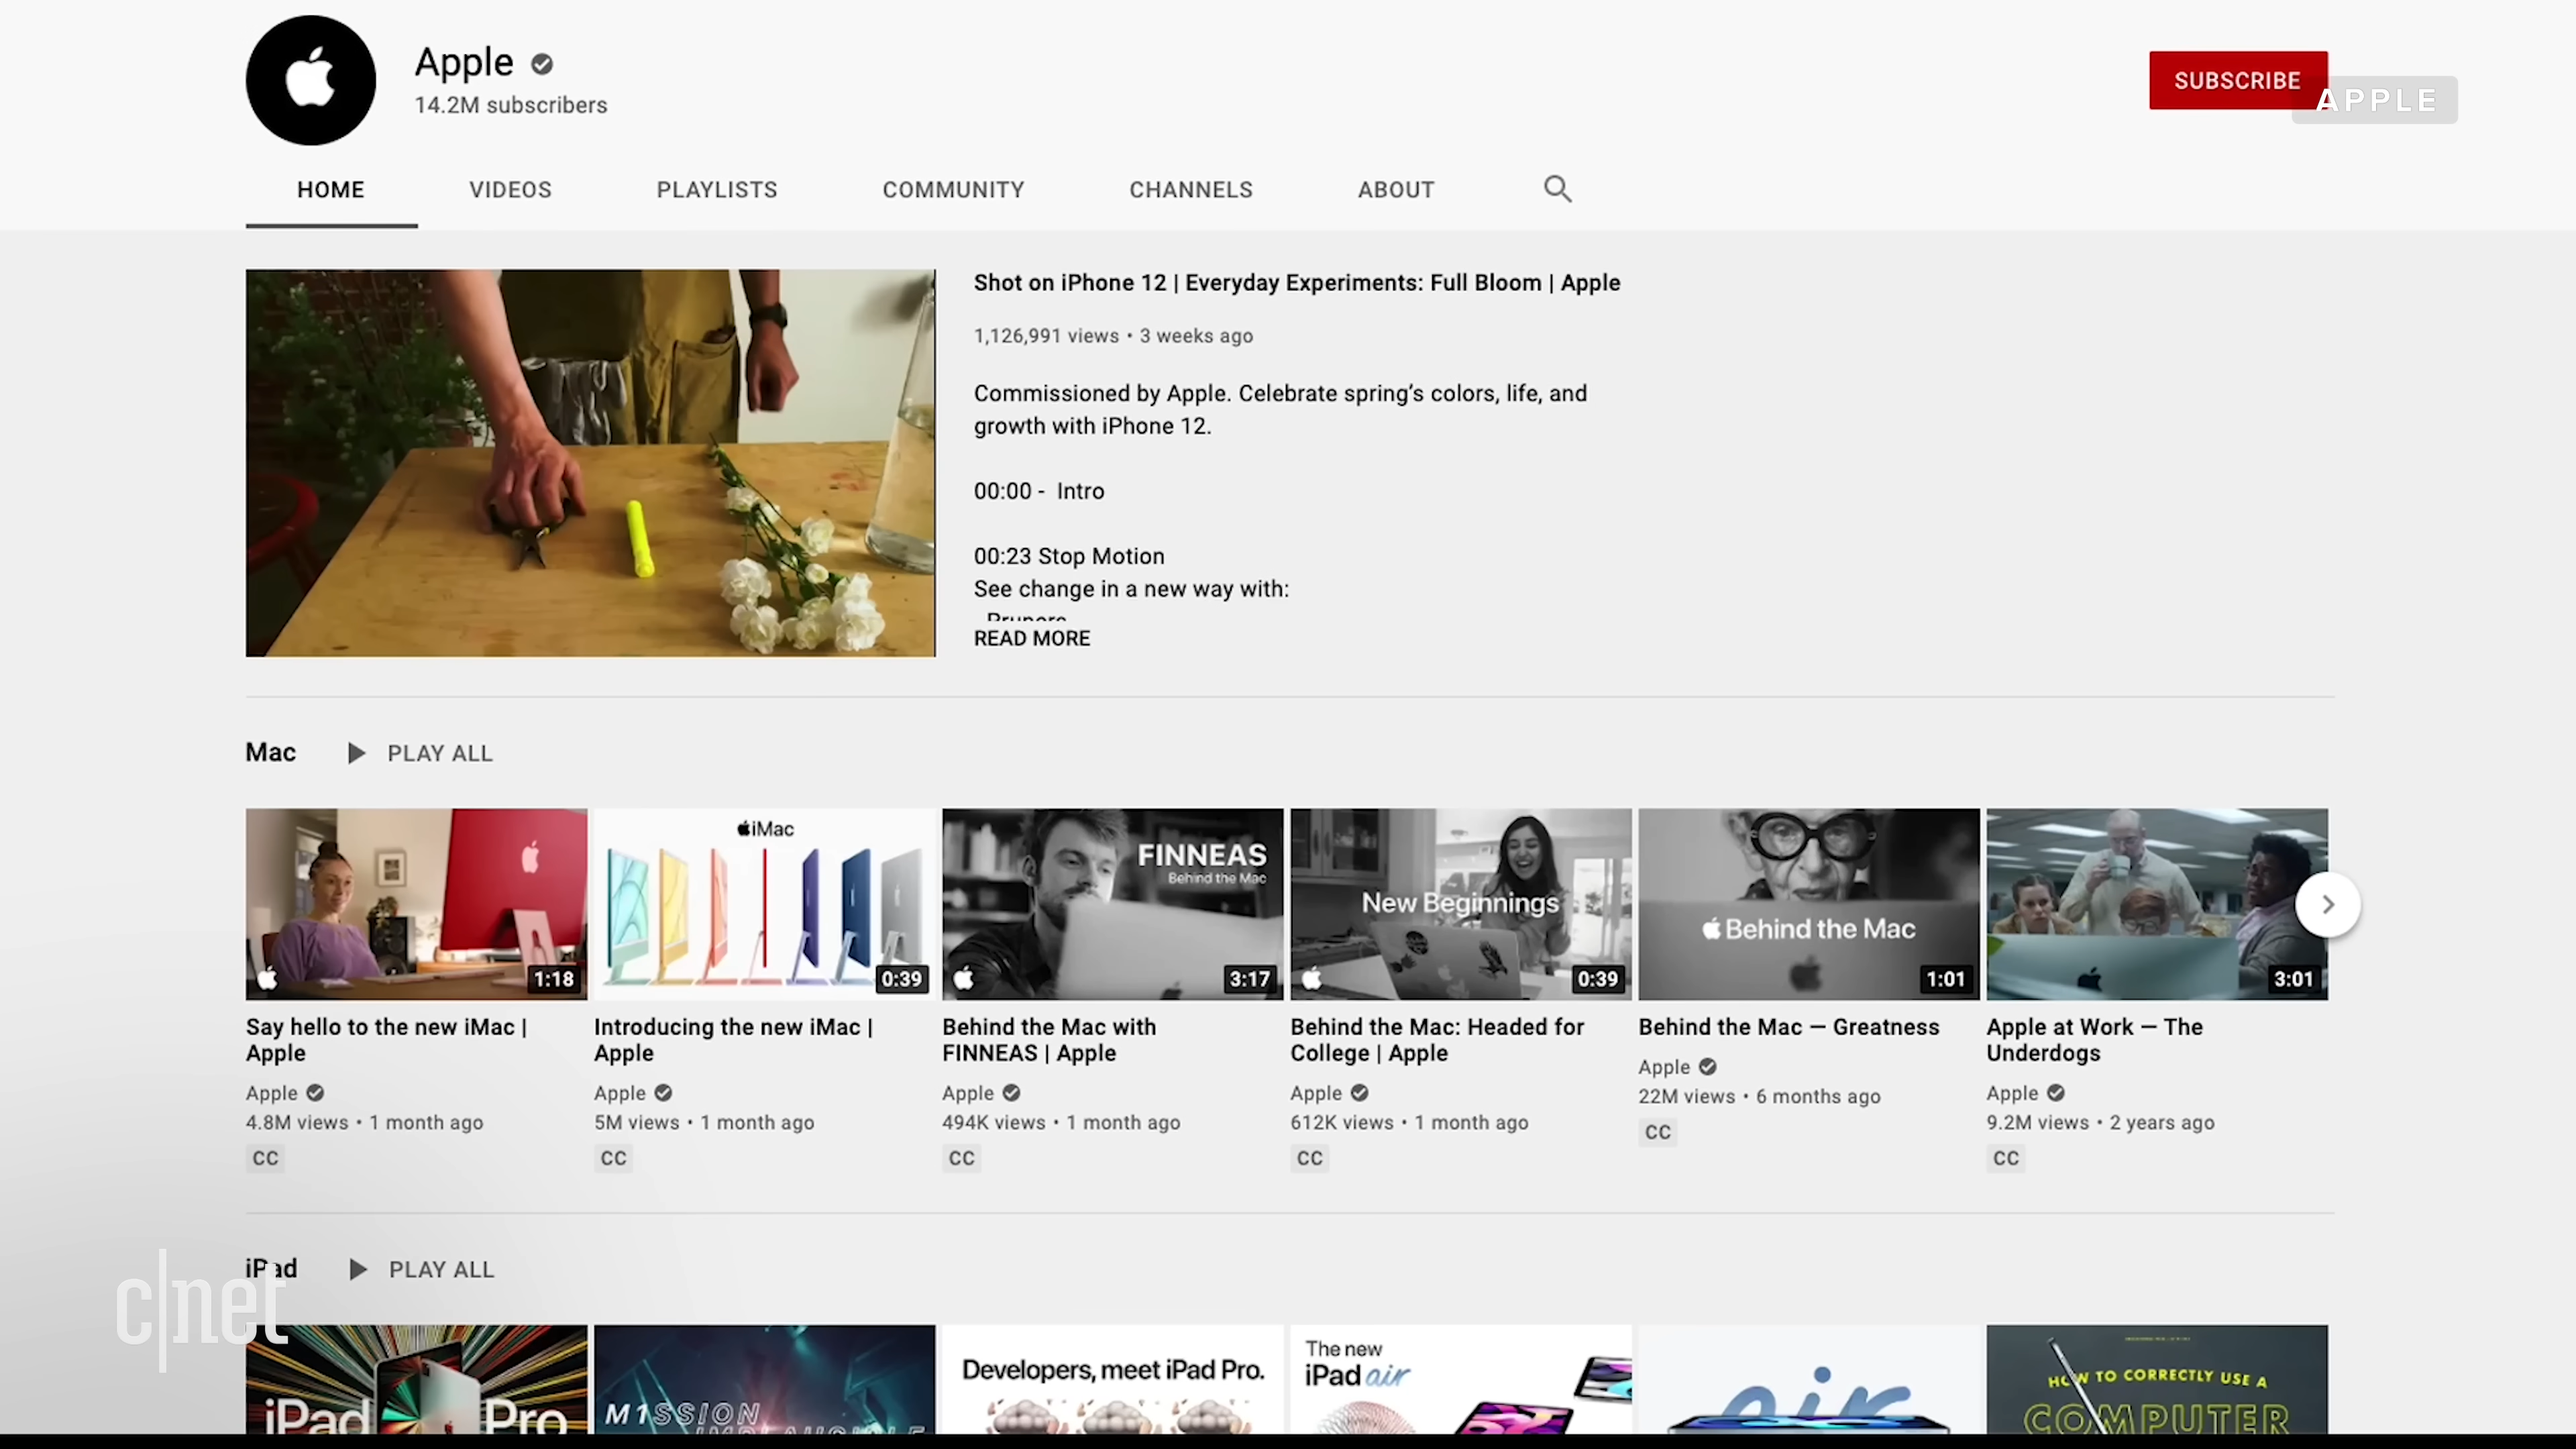 Apple
14.2M subscribers
SUBSCRIBE
APPLE
HOME VIDEOS PLAYLISTS COMMUNITY CHANNELS ABOUT
Shot on iPhone 12 | Everyday Experiments: Full Bloom | Apple
1,126,991 views • 3 weeks ago
Commissioned by Apple. Celebrate spring’s colors, life, and
growth with iPhone 12.
00:00 - Intro
00:23 Stop Motion
See change in a new way with:
READ MORE
Mac PLAY ALL
1:18
iMac
0:39
FINNEAS
Behind the Mac
3:17
New Beginnings
0:39
Behind the Mac
1:01
3:01
Say hello to the new iMac |
Apple
Apple
4.8M views • 1 month ago
CC
Introducing the new iMac |
Apple
Apple
5M views • 1 month ago
CC
Behind the Mac with
FINNEAS | Apple
Apple
494K views • 1 month ago
CC
Behind the Mac: Headed for
College | Apple
Apple
612K views • 1 month ago
CC
Behind the Mac — Greatness
Apple
22M views • 6 months ago
CC
Apple at Work — The
Underdogs
Apple
9.2M views • 2 years ago
CC
iPad PLAY ALL
c|net
iPad Pro
M1SSION
Developers, meet iPad Pro.
The new
iPad air
air
HOW TO CORRECTLY USE A
COMPUTER